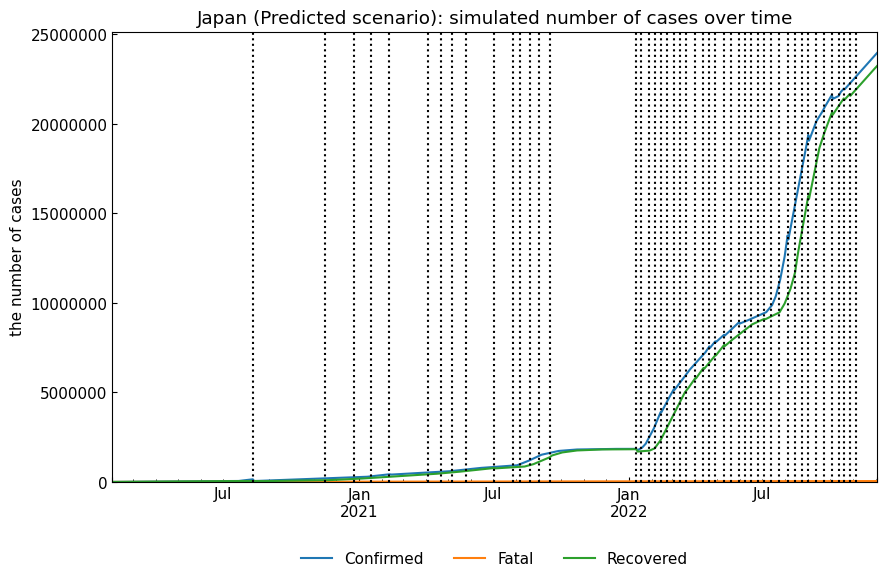 Japan (Predicted scenario): simulated number of cases over time
the number of cases
25000000
20000000
15000000
10000000
5000000
0
Jul
Jan
2021
Jul
Jan
2022
Jul
Confirmed
Fatal
Recovered